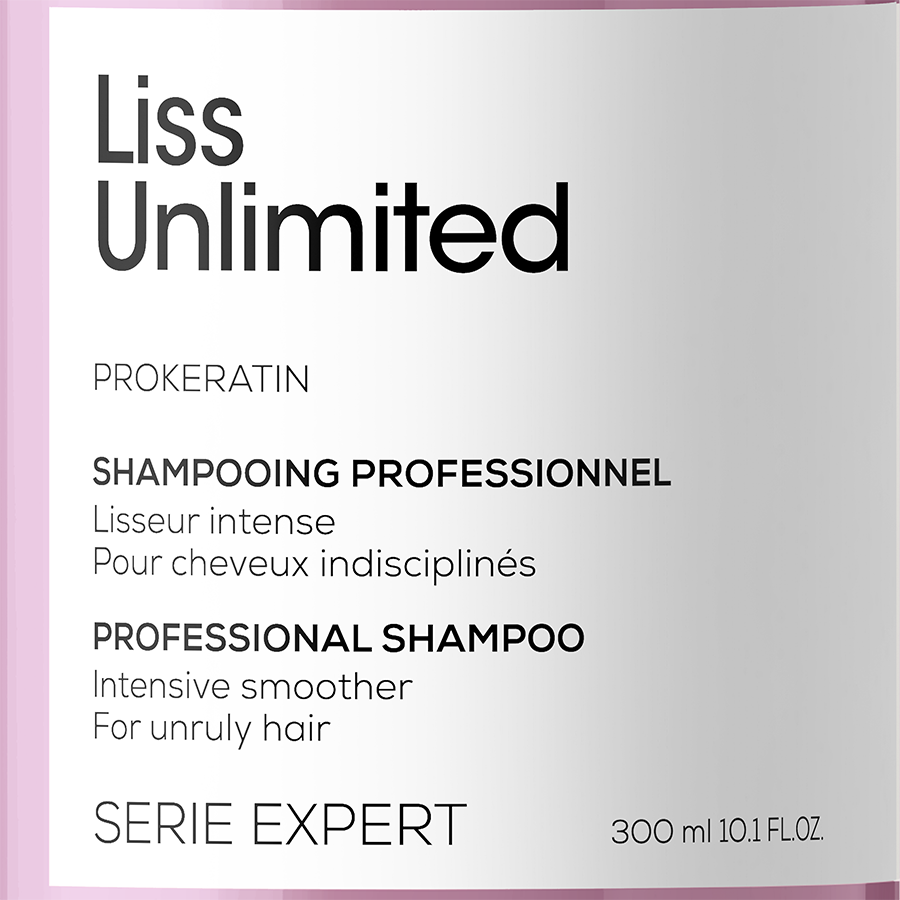 Liss
Unlimited
PROKERATIN
SHAMPOOING PROFESSIONNEL
Lisseur intense
Pour cheveux indisciplinés
PROFESSIONAL SHAMPOO
Intensive smoother
For unruly hair
SERIE EXPERT
300 ml 10.1 FL.OZ.